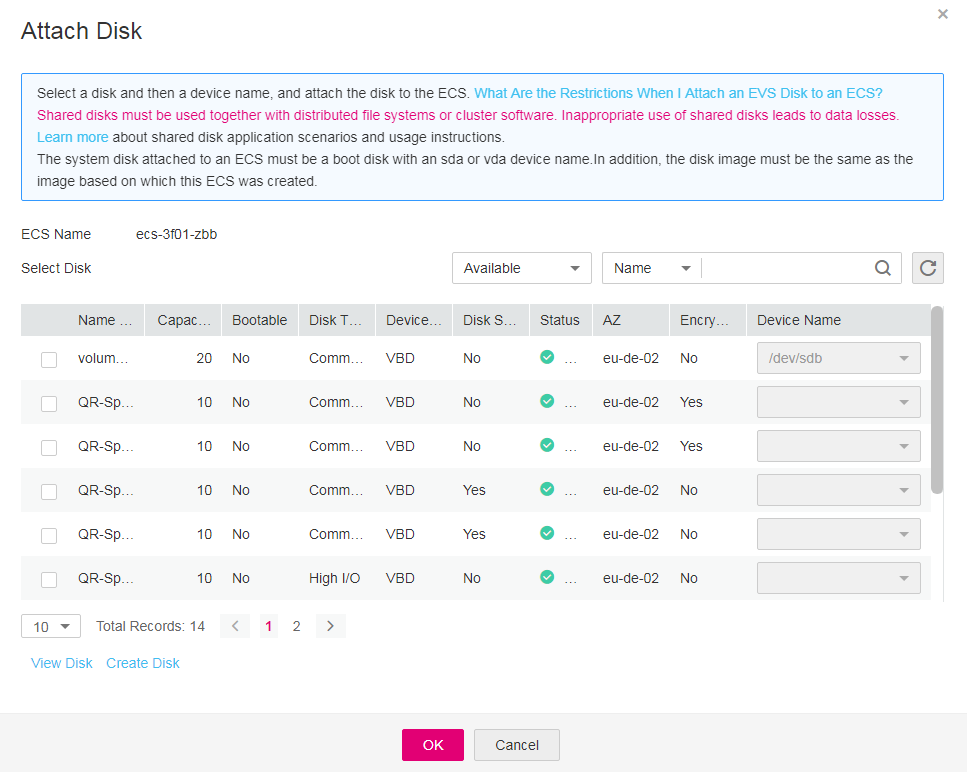 Attach Disk
Select a disk and then a device name, and attach the disk to the ECS. What Are the Restrictions When I Attach an EVS Disk to an ECS?
Shared disks must be used together with distributed file systems or cluster software. Inappropriate use of shared disks leads to data losses.
Learn more about shared disk application scenarios and usage instructions.
The system disk attached to an ECS must be a boot disk with an sda or vda device name.In addition, the disk image must be the same as the
image based on which this ECS was created.
ECS Name ecs-3f01-zbb
Select Disk Available Name
Name ... Capac... Bootable Disk T... Device... Disk S... Status AZ Encry... Device Name
volum... 20 No Comm... VBD No ... eu-de-02 No /dev/sdb
QR-Sp... 10 No Comm... VBD No ... eu-de-02 Yes
QR-Sp... 10 No Comm... VBD No ... eu-de-02 Yes
QR-Sp... 10 No Comm... VBD Yes ... eu-de-02 No
QR-Sp... 10 No Comm... VBD Yes ... eu-de-02 No
QR-Sp... 10 No High I/O VBD No ... eu-de-02 No
10 Total Records: 14 < 1 2 >
View Disk Create Disk
OK Cancel